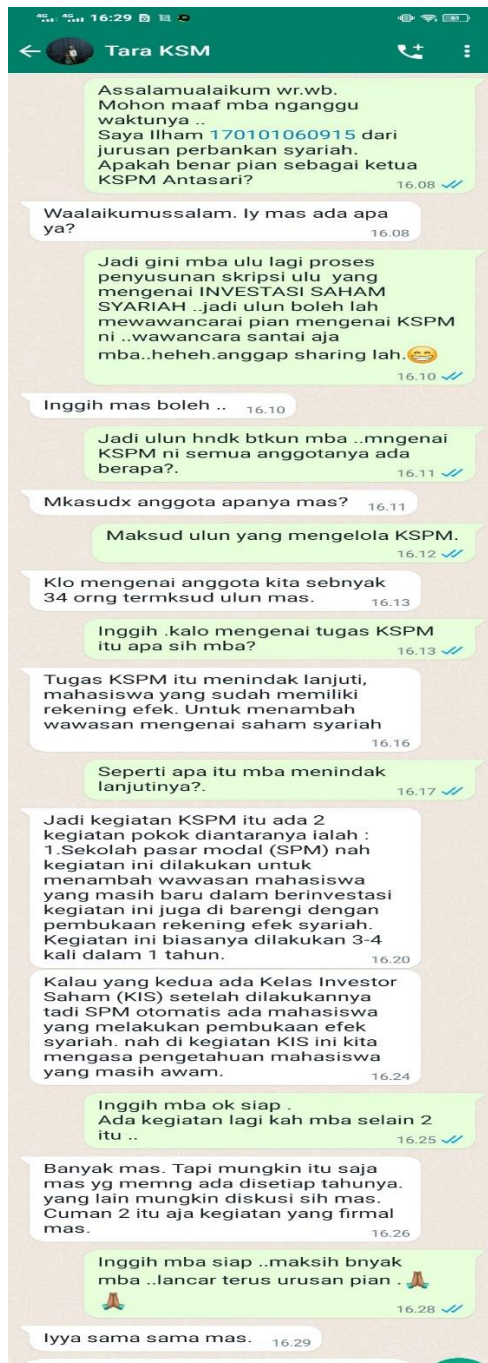 4G 4G 16:29
Tara KSM
Assalamualaikum wr.wb.
Mohon maaf mba nganggu
waktunya ..
Saya Ilham 170101060915 dari
jurusan perbankan syariah.
Apakah benar pian sebagai ketua
KSPM Antasari?
16.08
Waalaikumussalam. Iy mas ada apa
ya?
16.08
Jadi gini mba ulu lagi proses
penyusunan skripsi ulu yang
mengenai INVESTASI SAHAM
SYARIAH ..jadi ulun boleh lah
mewawancarai pian mengenai KSPM
ni ..wawancara santai aja
mba..heheh.anggap sharing lah.😁
16.10
Inggih mas boleh .. 16.10
Jadi ulun hndk btkun mba ..mngenai
KSPM ni semua anggotanya ada
berapa?.
16.11
Mkasudx anggota apanya mas? 16.11
Maksud ulun yang mengelola KSPM.
16.12
Klo mengenai anggota kita sebnyak
34 orng termksud ulun mas.
16.13
Inggih .kalo mengenai tugas KSPM
itu apa sih mba?
16.13
Tugas KSPM itu menindak lanjuti,
mahasiswa yang sudah memiliki
rekening efek. Untuk menambah
wawasan mengenai saham syariah
16.16
Seperti apa itu mba menindak
lanjutinya?.
16.17
Jadi kegiatan KSPM itu ada 2
kegiatan pokok diantaranya ialah :
1.Sekolah pasar modal (SPM) nah
kegiatan ini dilakukan untuk
menambah wawasan mahasiswa
yang masih baru dalam berinvestasi
kegiatan ini juga di barengi dengan
pembukaan rekening efek syariah.
Kegiatan ini biasanya dilakukan 3-4
kali dalam 1 tahun.
16.20
Kalau yang kedua ada Kelas Investor
Saham (KIS) setelah dilakukannya
tadi SPM otomatis ada mahasiswa
yang melakukan pembukaan efek
syariah. nah di kegiatan KIS ini kita
mengasa pengetahuan mahasiswa
yang masih awam.
16.24
Inggih mba ok siap .
Ada kegiatan lagi kah mba selain 2
itu ..
16.25
Banyak mas. Tapi mungkin itu saja
mas yg memng ada disetiap tahunya.
yang lain mungkin diskusi sih mas.
Cuman 2 itu aja kegiatan yang firmal
mas.
16.26
Inggih mba siap ..maksih bnyak
mba ..lancar terus urusan pian .🙏🏽
🙏🏽
16.28
Iyya sama sama mas. 16.29